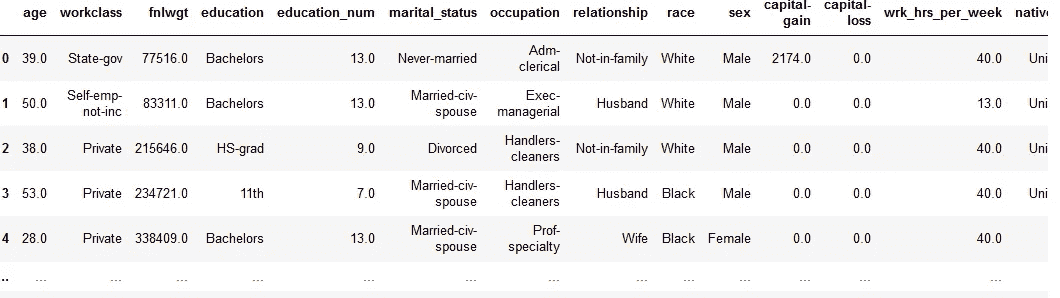 age workclass fnlwgt education education_num marital_status occupation relationship race sex capital-gain capital-loss wrk_hrs_per_week native
0 39.0 State-gov 77516.0 Bachelors 13.0 Never-married Adm-clerical Not-in-family White Male 2174.0 0.0 40.0 Uni
1 50.0 Self-emp-not-inc 83311.0 Bachelors 13.0 Married-civ-spouse Exec-managerial Husband White Male 0.0 0.0 13.0 Uni
2 38.0 Private 215646.0 HS-grad 9.0 Divorced Handlers-cleaners Not-in-family White Male 0.0 0.0 40.0 Uni
3 53.0 Private 234721.0 11th 7.0 Married-civ-spouse Handlers-cleaners Husband Black Male 0.0 0.0 40.0 Uni
4 28.0 Private 338409.0 Bachelors 13.0 Married-civ-spouse Prof-specialty Wife Black Female 0.0 0.0 40.0
.. ... ... ... ... ... ... ... ... ... ... ... ... ...